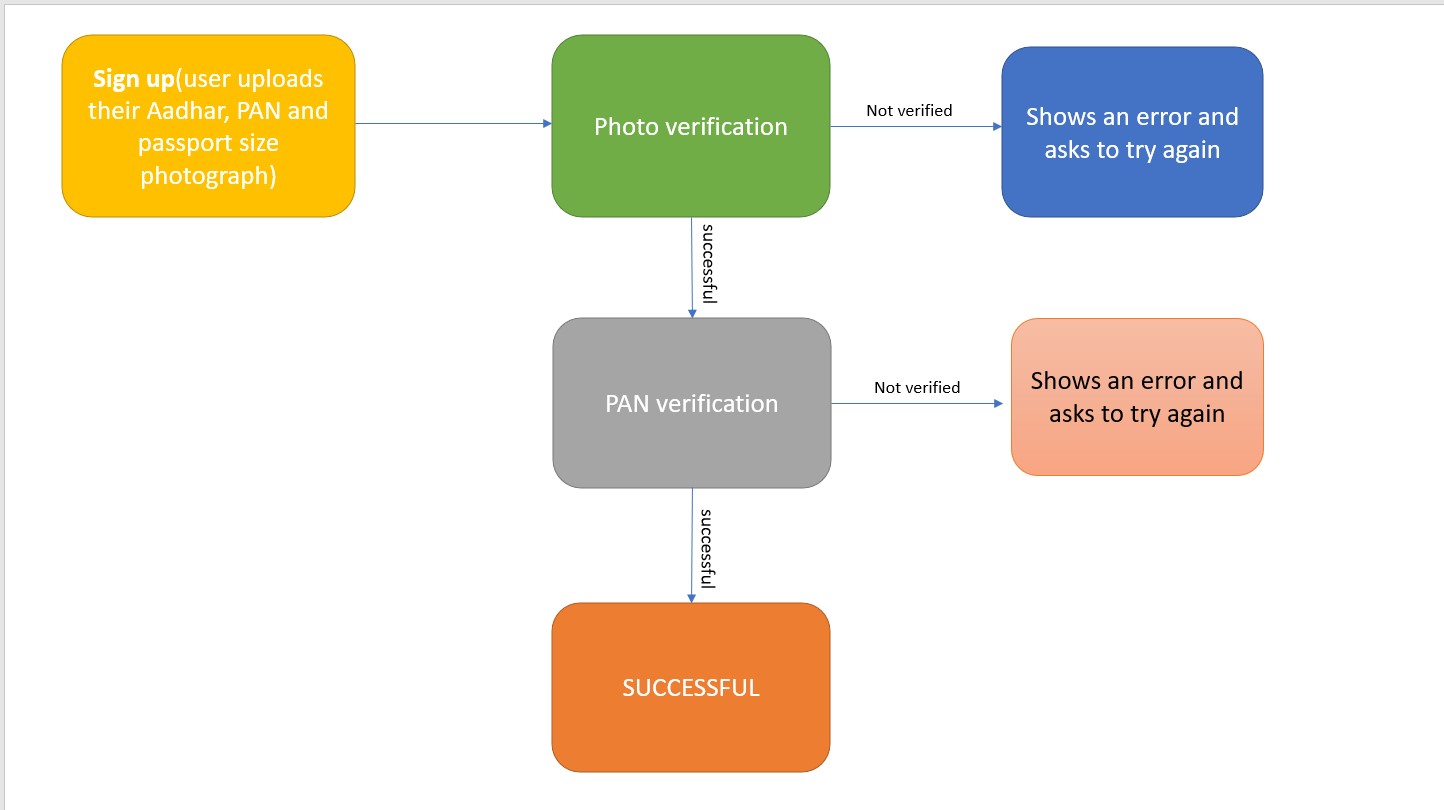 Sign up(user uploads
their Aadhar, PAN and
passport size
photograph)
Photo verification
Not verified
Shows an error and
asks to try again
successful
PAN verification
Not verified
Shows an error and
asks to try again
successful
SUCCESSFUL